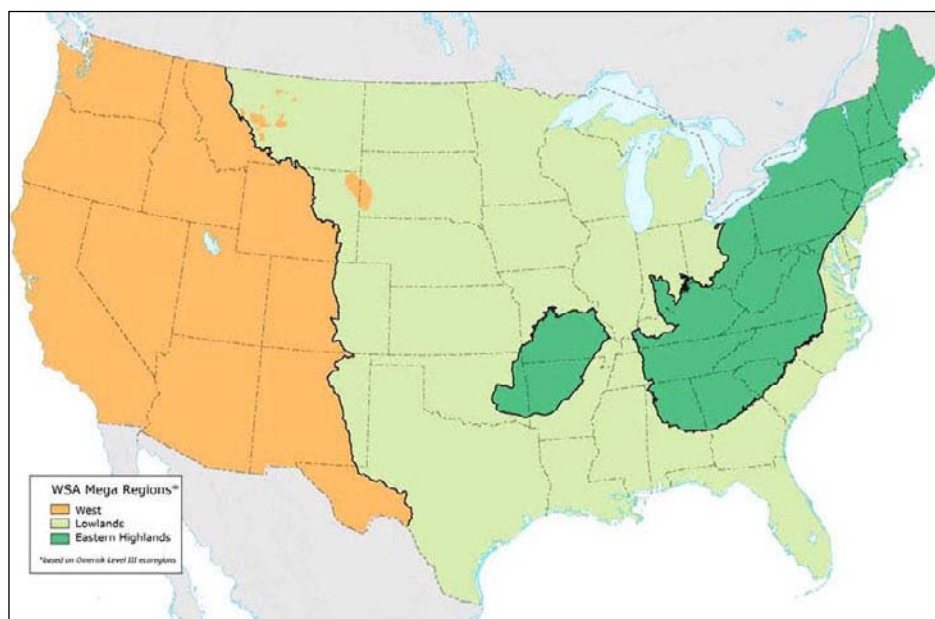 WSA Mega Regions*
West
Lowlands
Eastern Highlands
*based on Omernik Level III ecoregions